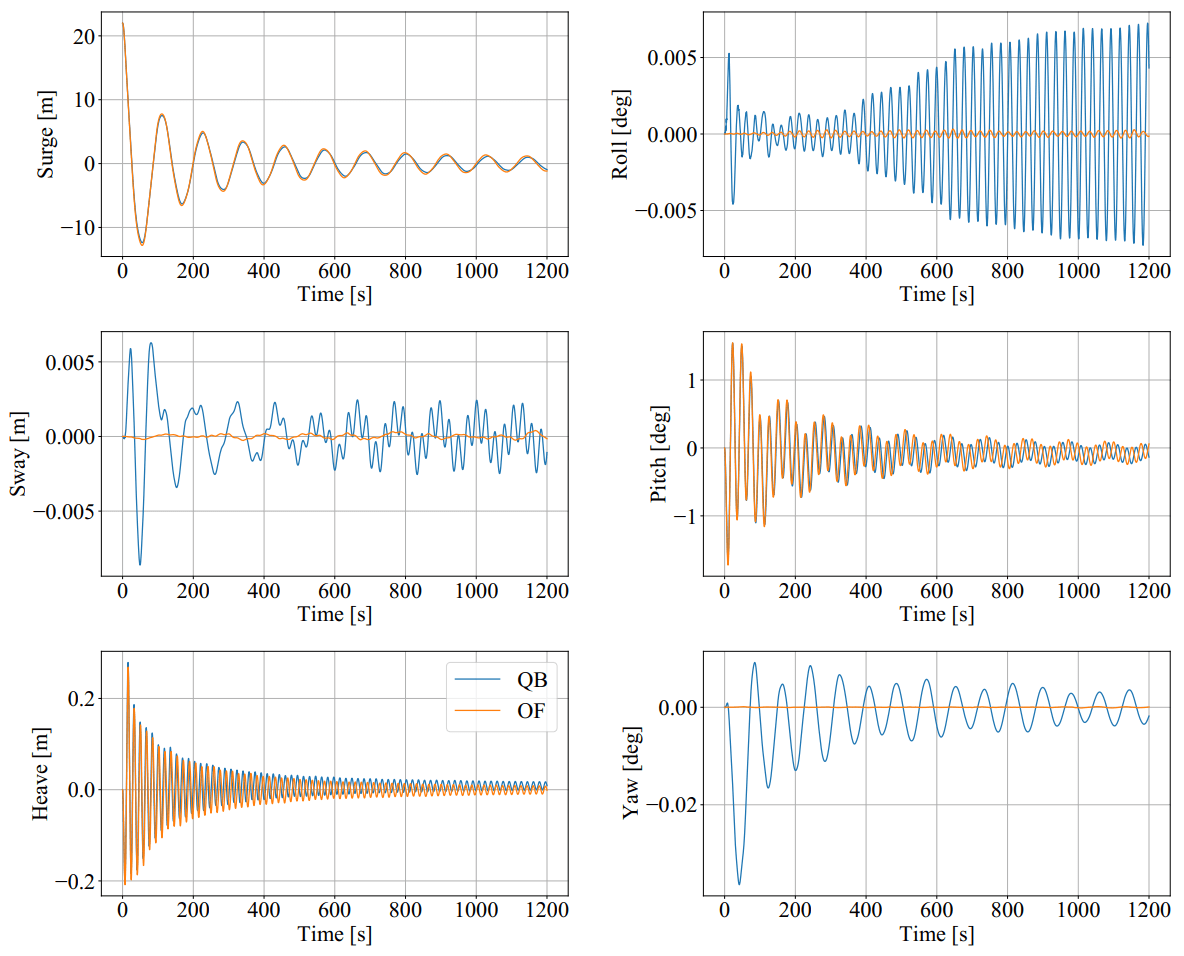 Surge [m]
20
10
0
−10
0 200 400 600 800 1000 1200
Time [s]
Roll [deg]
0.005
0.000
−0.005
0 200 400 600 800 1000 1200
Time [s]
Sway [m]
0.005
0.000
−0.005
0 200 400 600 800 1000 1200
Time [s]
Pitch [deg]
1
0
−1
0 200 400 600 800 1000 1200
Time [s]
Heave [m]
0.2
0.0
−0.2
QB
OF
0 200 400 600 800 1000 1200
Time [s]
Yaw [deg]
0.00
−0.02
0 200 400 600 800 1000 1200
Time [s]